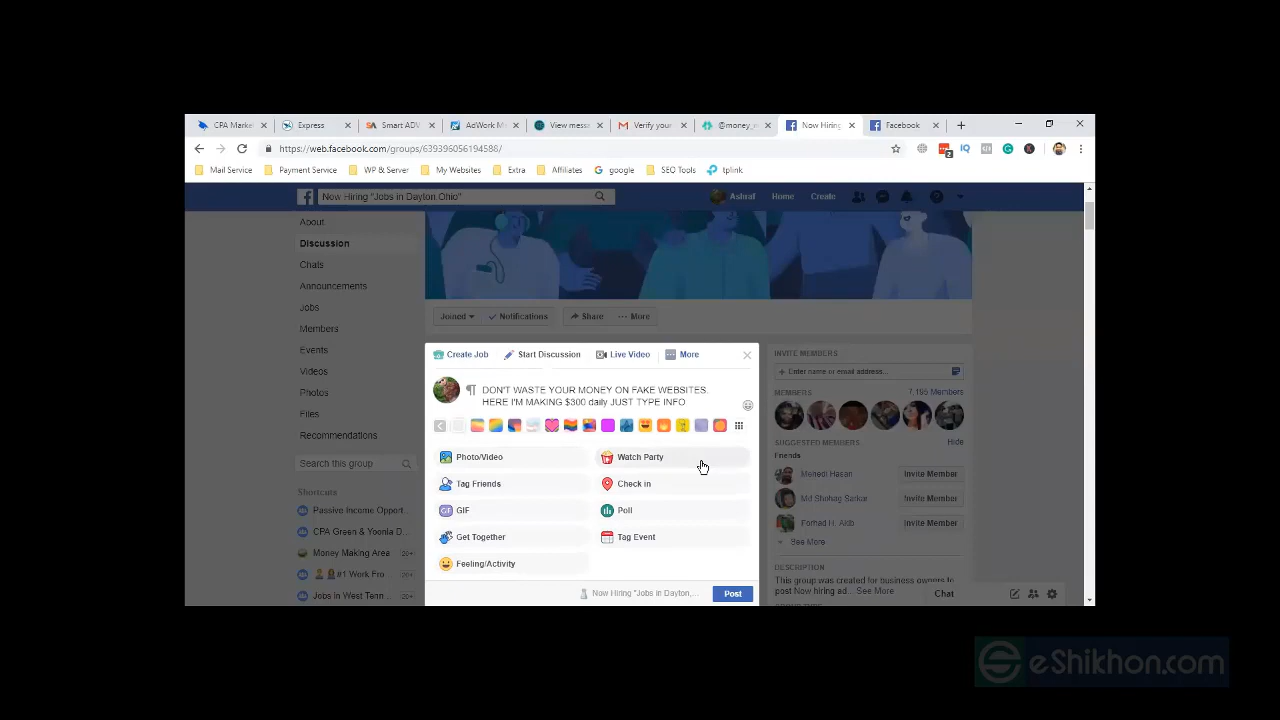 CPA Marke
Express
Smart ADV
AdWork M
View mess
Verify your
@money_
Now Hiring
Facebook
https://web.facebook.com/groups/639396056194588/
2
Mail Service
Payment Service
WP & Server
My Websites
Extra
Affiliates
google
SEQ Tools
tplink
Now Hiring "Jobs in Dayton Ohio"
Ashraf
Home
Create
About
Discussion
Chats
Announcements
Jobs
Members
Events
Videos
Photos
Files
Recommendations
Search this group
Shortcuts
Passive Income Opport...
CPA Green & Yoonla D...
Money Making Area 20+
#1 Work Fro... 20+
Jobs in West Tenn... 20+
Joined
Notifications
Share
More
Create Job
Start Discussion
Live Video
More
DON'T WASTE YOUR MONEY ON FAKE WEBSITES.
HERE I'M MAKING $300 daily JUST TYPE INFO
Photo/Video
Watch Party
Tag Friends
Check in
GIF
GIF
Poll
Get Together
Tag Event
Feeling/Activity
Now Hiring "Jobs in Dayton,...
Post
INVITE MEMBERS
+ Enter name or email address...
MEMBERS
7,195 Members
SUGGESTED MEMBERS
Hide
Friends
Mehedi Hasan
Invite Member
Md Shohag Sarkar
Invite Member
Forhad H. Akib
Invite Member
See More
DESCRIPTION
This group was created for business owners to
post Now hiring ad... See More
Chat
eShikhon.com